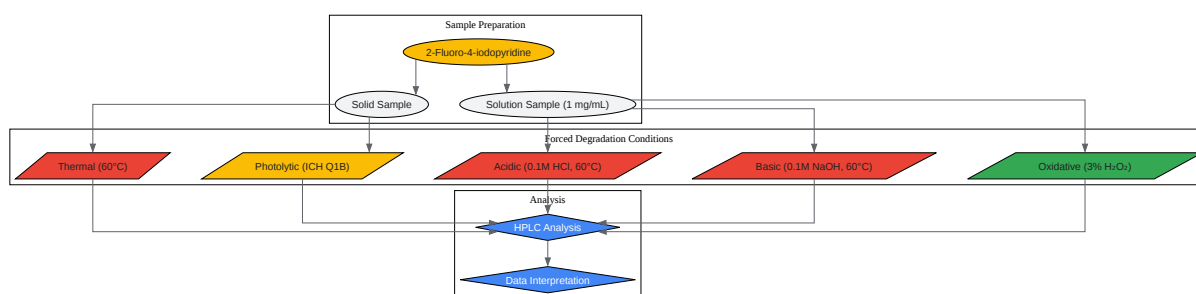 Sample Preparation
2-Fluoro-4-iodopyridine
Solid Sample
Solution Sample (1 mg/mL)
Forced Degradation Conditions
Thermal (60°C)
Photolytic (ICH Q1B)
Acidic (0.1M HCl, 60°C)
Basic (0.1M NaOH, 60°C)
Oxidative (3% H₂O₂)
Analysis
HPLC Analysis
Data Interpretation